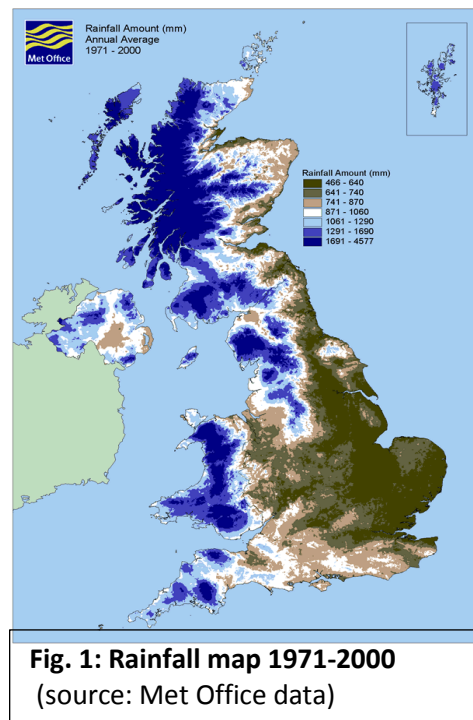 Met Office
Rainfall Amount (mm)
Annual Average
1971 - 2000
Rainfall Amount (mm)
466 - 640
641 - 740
741 - 870
871 - 1060
1061 - 1290
1291 - 1690
1691 - 4577
Fig. 1: Rainfall map 1971-2000
(source: Met Office data)